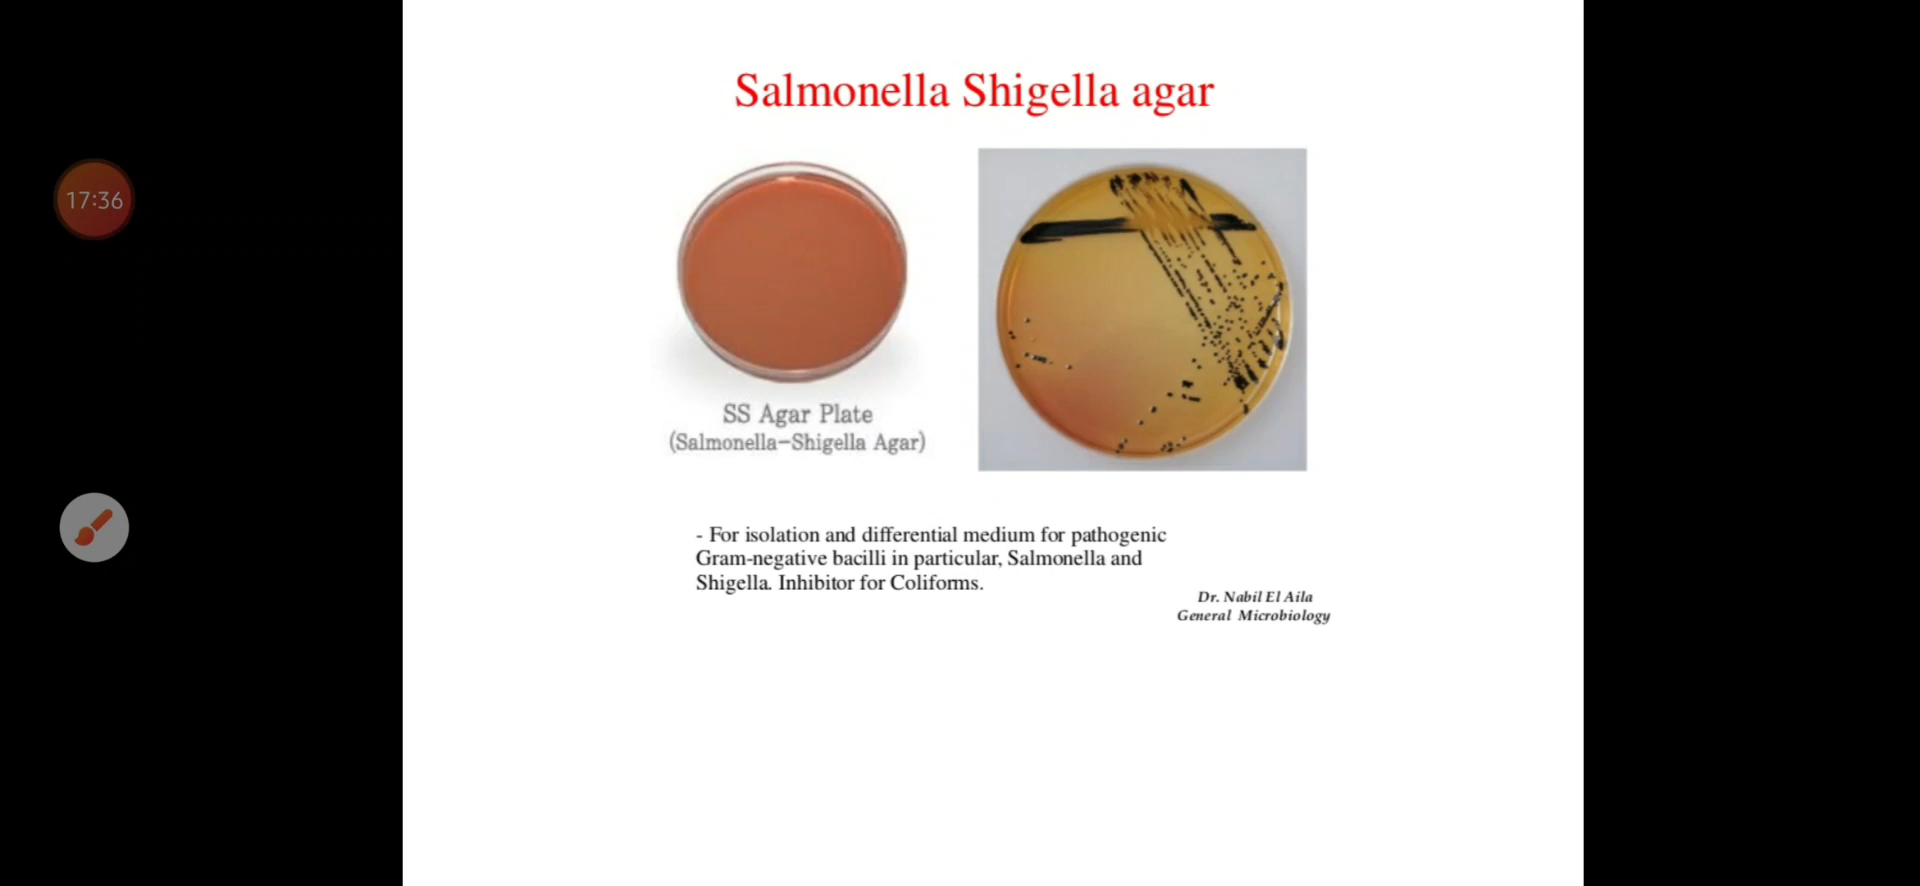 Salmonella Shigella agar
17:36
SS Agar Plate
(Salmonella-Shigella Agar)
- For isolation and differential medium for pathogenic
Gram-negative bacilli in particular, Salmonella and
Shigella. Inhibitor for Coliforms.
Dr. Nabil El Aila
General Microbiology